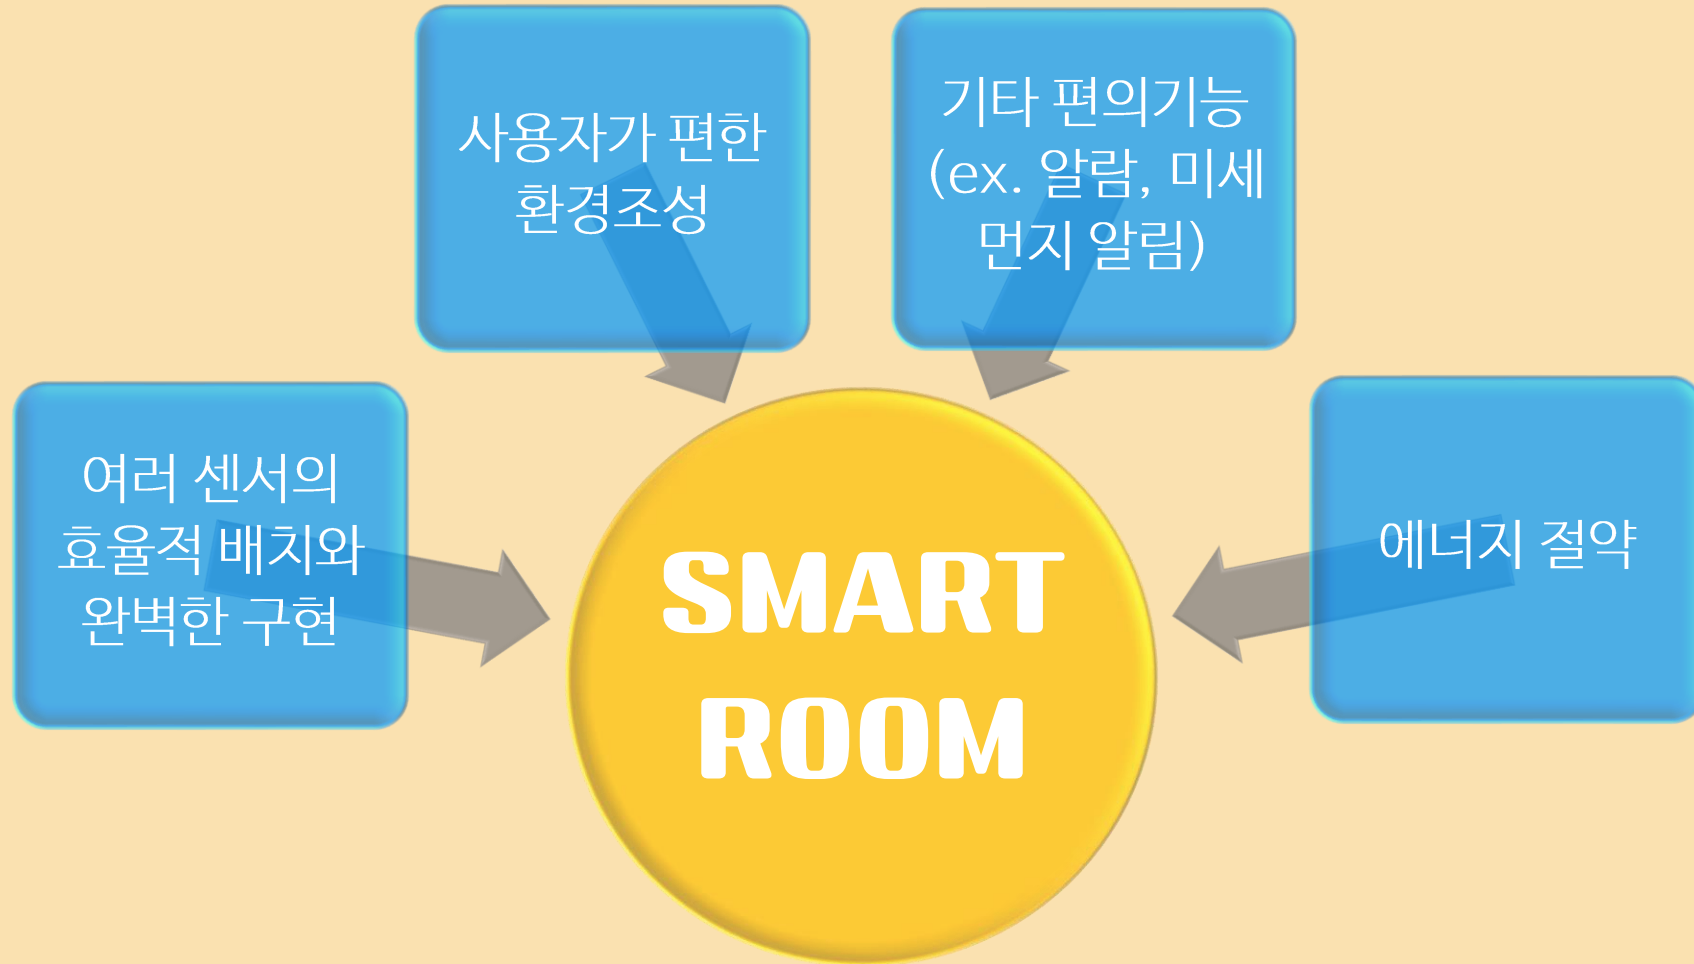 사용자가 편한
환경조성
기타 편의기능
(ex. 알람, 미세
먼지 알림)
여러 센서의
효율적 배치와
완벽한 구현
에너지 절약
SMART
ROOM